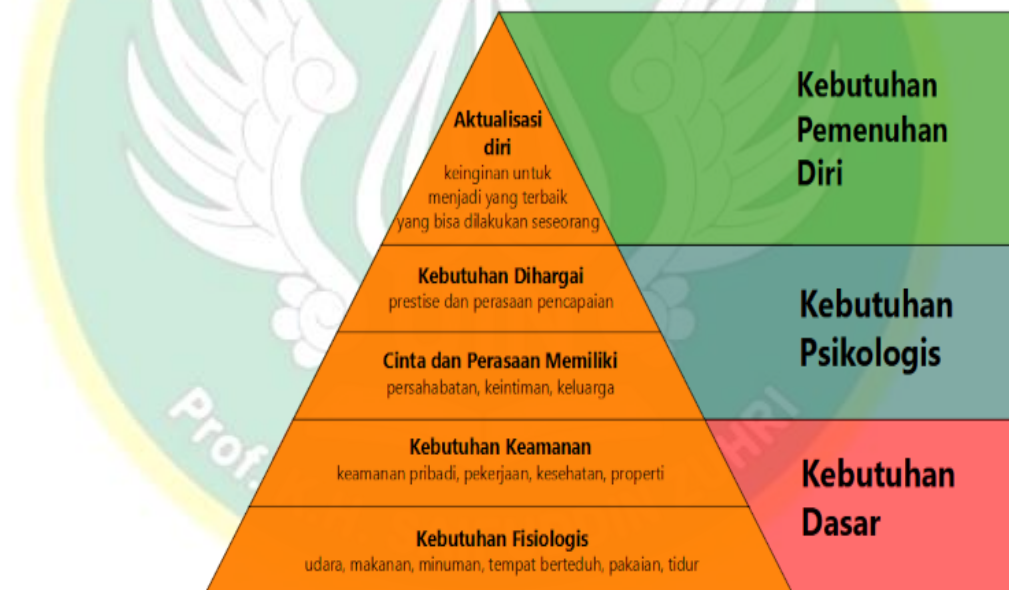 Aktualisasi
diri
keinginan untuk
menjadi yang terbaik
yang bisa dilakukan seseorang
Kebutuhan
Pemenuhan
Diri
Kebutuhan Dihargai
prestise dan perasaan pencapaian
Cinta dan Perasaan Memiliki
persahabatan, keintiman, keluarga
Kebutuhan
Psikologis
Kebutuhan Keamanan
keamanan pribadi, pekerjaan, kesehatan, properti
Kebutuhan Fisiologis
udara, makanan, minuman, tempat berteduh, pakaian, tidur
Kebutuhan
Dasar
Prof.